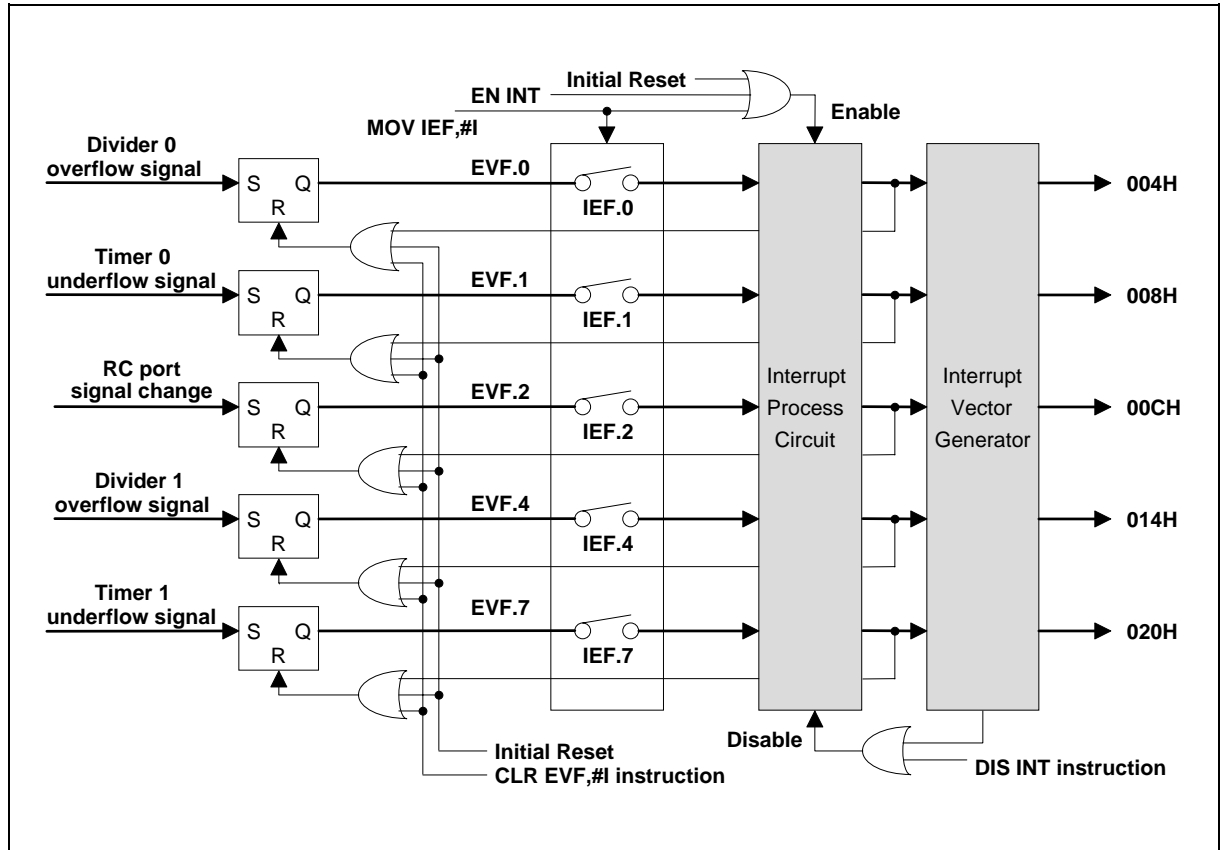 Initial Reset
EN INT
MOV IEF,#I
Enable
Divider 0
overflow signal
S Q
R
EVF.0
IEF.0
004H
Timer 0
underflow signal
S Q
R
EVF.1
IEF.1
008H
RC port
signal change
S Q
R
EVF.2
IEF.2
Interrupt
Process
Circuit
Interrupt
Vector
Generator
00CH
Divider 1
overflow signal
S Q
R
EVF.4
IEF.4
014H
Timer 1
underflow signal
S Q
R
EVF.7
IEF.7
020H
Disable
Initial Reset
CLR EVF,#I instruction
DIS INT instruction